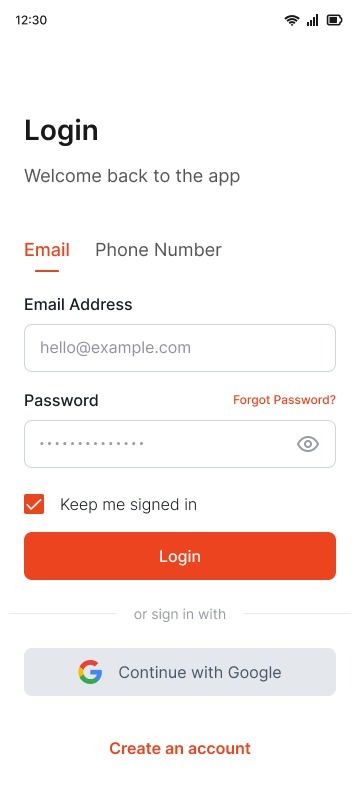 12:30
Login
Welcome back to the app
Email Phone Number
Email Address
hello@example.com
Password Forgot Password?
••••••••••••••
Keep me signed in
Login
or sign in with
Continue with Google
Create an account